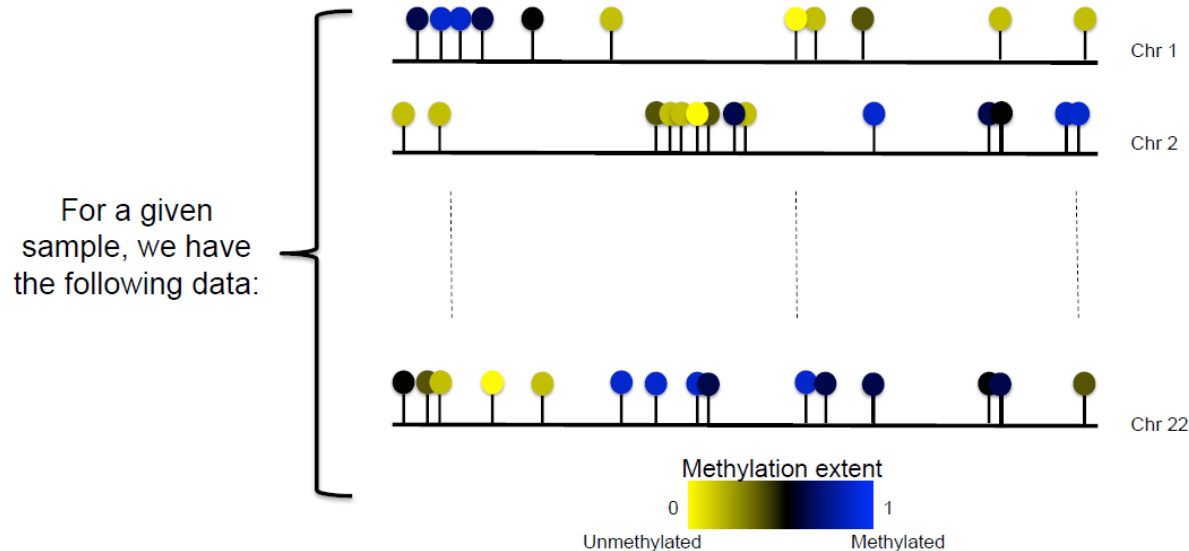 Chr 1
Chr 2
For a given
sample, we have
the following data:
Chr 22
Methylation extent
0
1
Unmethylated
Methylated